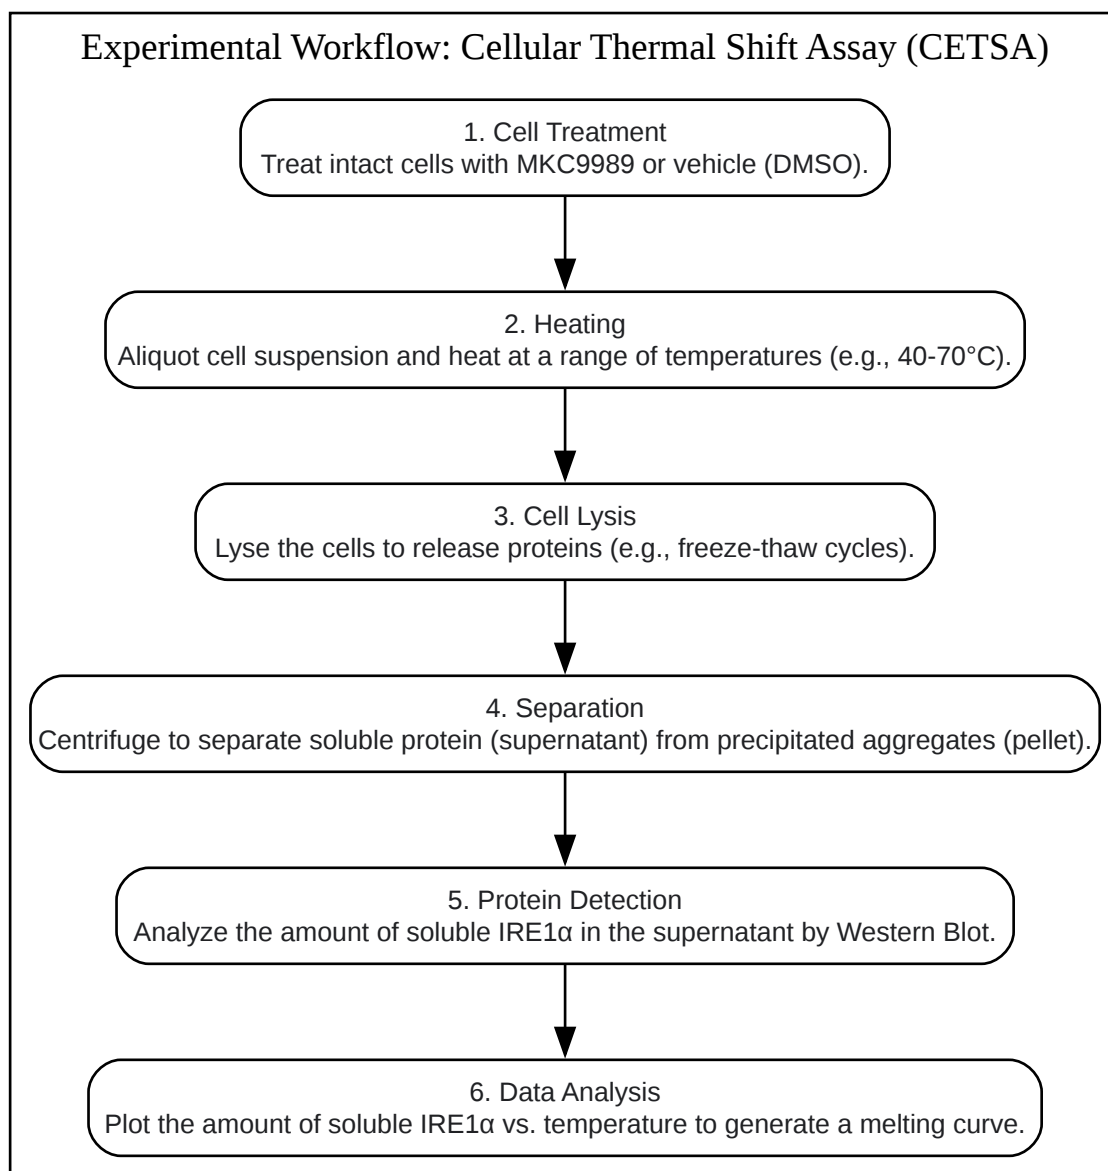 Experimental Workflow: Cellular Thermal Shift Assay (CETSA)
1. Cell Treatment
Treat intact cells with MKC9989 or vehicle (DMSO).
2. Heating
Aliquot cell suspension and heat at a range of temperatures (e.g., 40-70°C).
3. Cell Lysis
Lyse the cells to release proteins (e.g., freeze-thaw cycles).
4. Separation
Centrifuge to separate soluble protein (supernatant) from precipitated aggregates (pellet).
5. Protein Detection
Analyze the amount of soluble IRE1α in the supernatant by Western Blot.
6. Data Analysis
Plot the amount of soluble IRE1α vs. temperature to generate a melting curve.